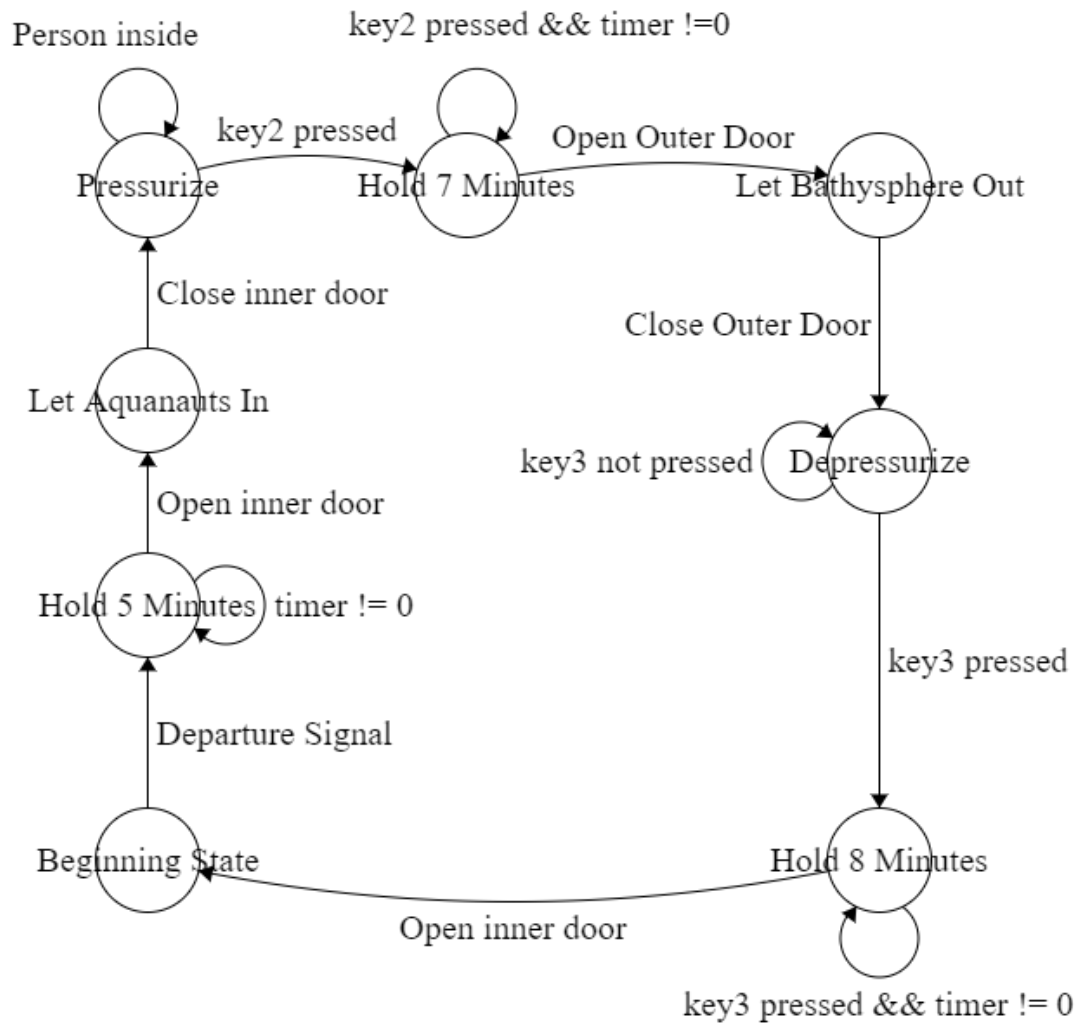 Person inside
key2 pressed && timer !=0
key2 pressed
Open Outer Door
Pressurize
Hold 7 Minutes
Let Bathysphere Out
Close inner door
Close Outer Door
Let Aquanauts In
key3 not pressed
Depressurize
Open inner door
Hold 5 Minutes
timer != 0
key3 pressed
Departure Signal
Beginning State
Hold 8 Minutes
Open inner door
key3 pressed && timer != 0